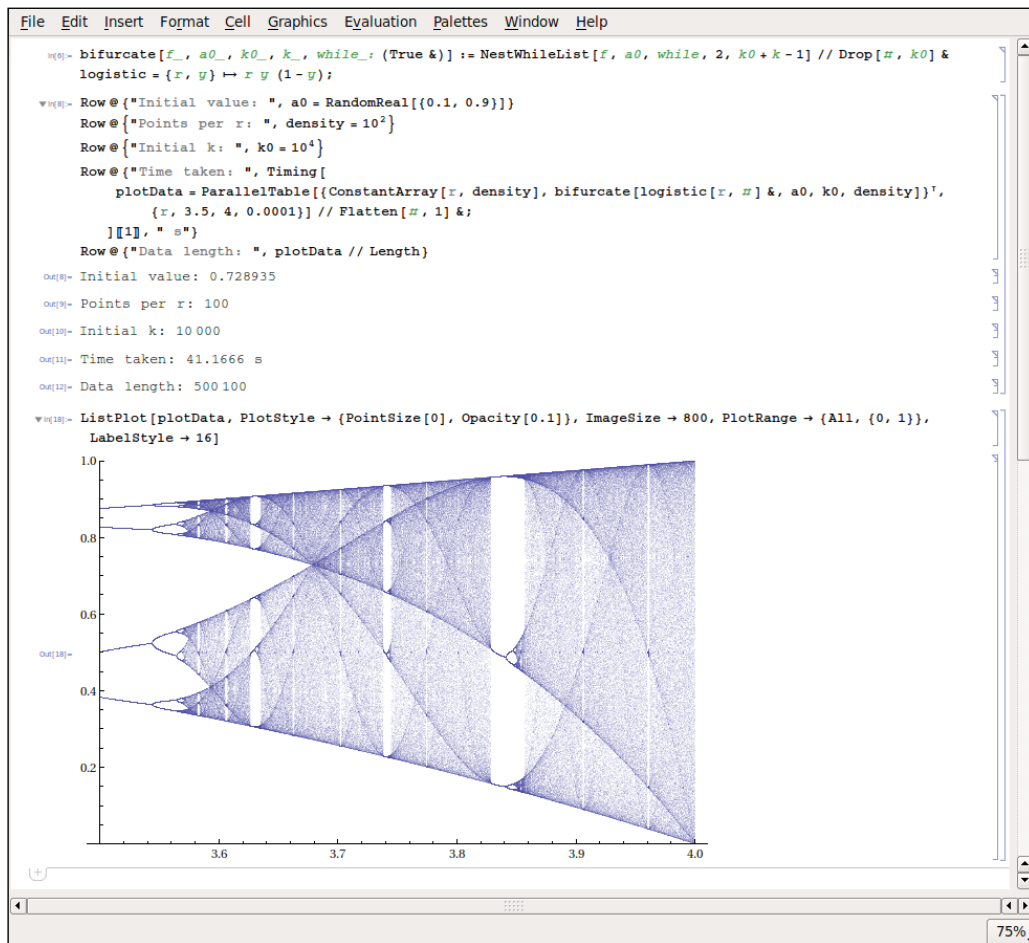 File Edit Insert Format Cell Graphics Evaluation Palettes Window Help
In[6]:= bifurcate[f_, a0_, k0_, k_, while_: (True &)] := NestWhileList[f, a0, while, 2, k0 + k - 1] // Drop[#, k0] &
logistic = {r, y} ↦ r y (1 - y);
In[8]:= Row @ {"Initial value: ", a0 = RandomReal[{0.1, 0.9}]}
Row @ {"Points per r: ", density = 10²}
Row @ {"Initial k: ", k0 = 10⁴}
Row @ {"Time taken: ", Timing[
plotData = ParallelTable[{ConstantArray[r, density], bifurcate[logistic[r, #] &, a0, k0, density]}ᵀ,
{r, 3.5, 4, 0.0001}] // Flatten[#, 1] &;
]〚1〛, " s"}
Row @ {"Data length: ", plotData // Length}
Out[8]= Initial value: 0.728935
Out[9]= Points per r: 100
Out[10]= Initial k: 10 000
Out[11]= Time taken: 41.1666 s
Out[12]= Data length: 500 100
In[18]:= ListPlot[plotData, PlotStyle → {PointSize[0], Opacity[0.1]}, ImageSize → 800, PlotRange → {All, {0, 1}},
LabelStyle → 16]
1.0
0.8
0.6
Out[18]=
0.4
0.2
3.6 3.7 3.8 3.9 4.0
75%